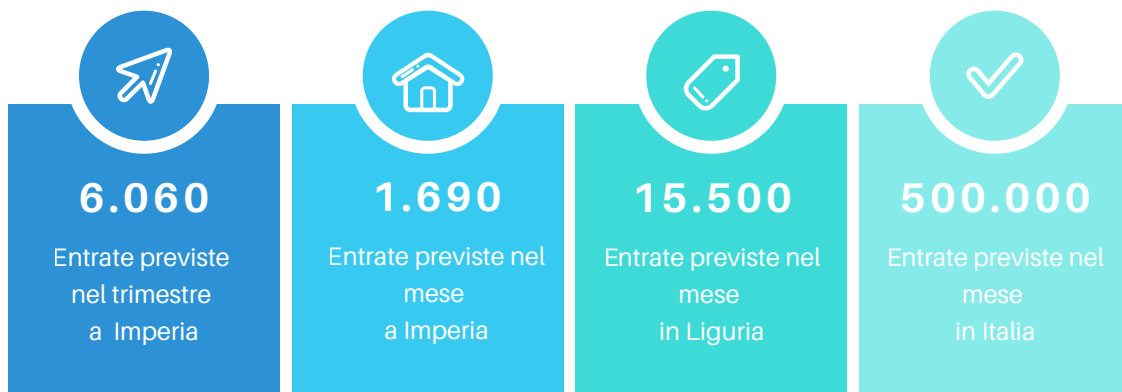 6.060
Entrate previste
nel trimestre
a Imperia
1.690
Entrate previste nel
mese
a Imperia
15.500
Entrate previste nel
mese
in Liguria
500.000
Entrate previste nel
mese
in Italia